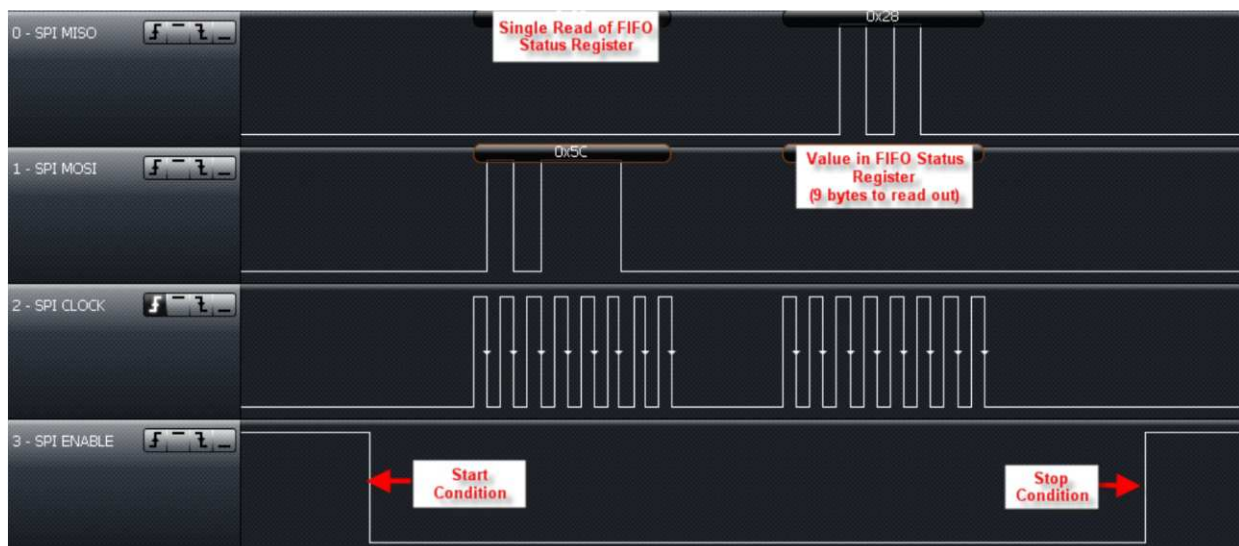 0 - SPI MISO
Single Read of FIFO
Status Register
0x28
1 - SPI MOSI
0x5C
Value in FIFO Status
Register
(9 bytes to read out)
2 - SPI CLOCK
3 - SPI ENABLE
Start
Condition
Stop
Condition